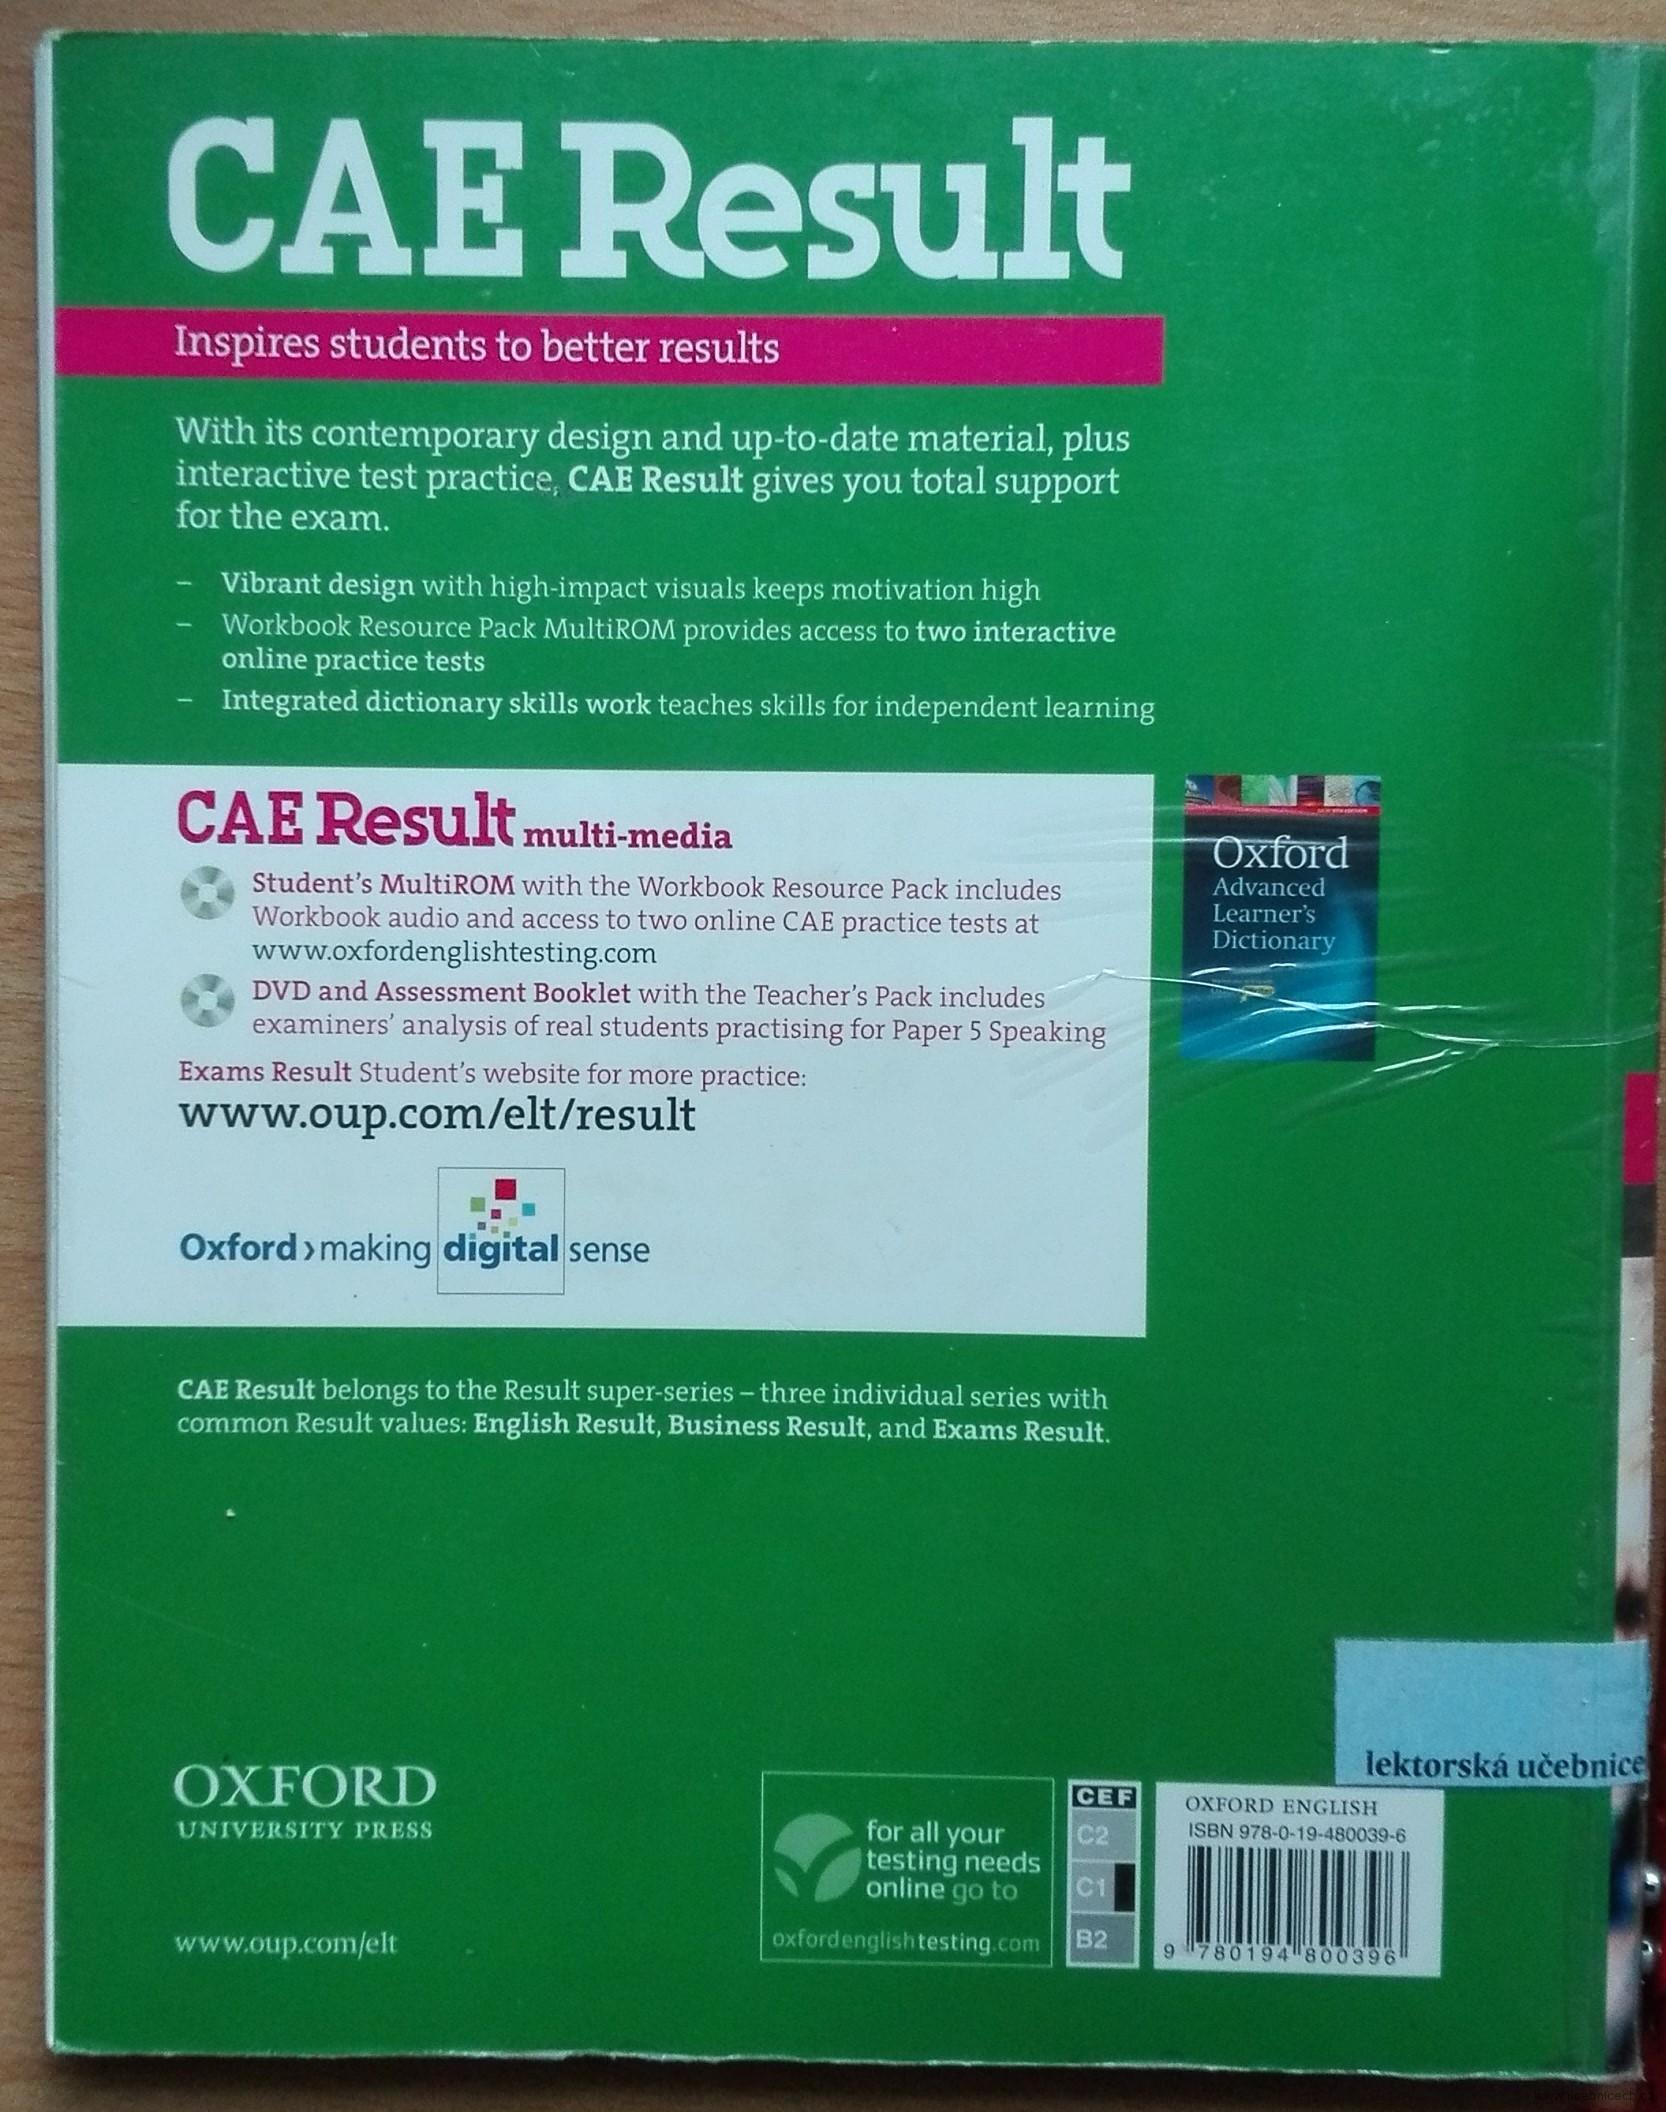 CAE Result
Inspires students to better results
With its contemporary design and up-to-date material, plus
interactive test practice, CAE Result gives you total support
for the exam.
– Vibrant design with high-impact visuals keeps motivation high
– Workbook Resource Pack MultiROM provides access to two interactive
online practice tests
– Integrated dictionary skills work teaches skills for independent learning
CAE Result multi-media
Student's MultiROM with the Workbook Resource Pack includes
Workbook audio and access to two online CAE practice tests at
www.oxfordenglishtesting.com
DVD and Assessment Booklet with the Teacher's Pack includes
examiners' analysis of real students practising for Paper 5 Speaking
Exams Result Student's website for more practice:
www.oup.com/elt/result
Oxford › making digital sense
Oxford
Advanced
Learner's
Dictionary
CAE Result belongs to the Result super-series – three individual series with
common Result values: English Result, Business Result, and Exams Result.
lektorská učebnice
OXFORD
UNIVERSITY PRESS
www.oup.com/elt
for all your
testing needs
online go to
oxfordenglishtesting.com
CEF
C2
C1
B2
OXFORD ENGLISH
ISBN 978-0-19-480039-6
9 780194 800396